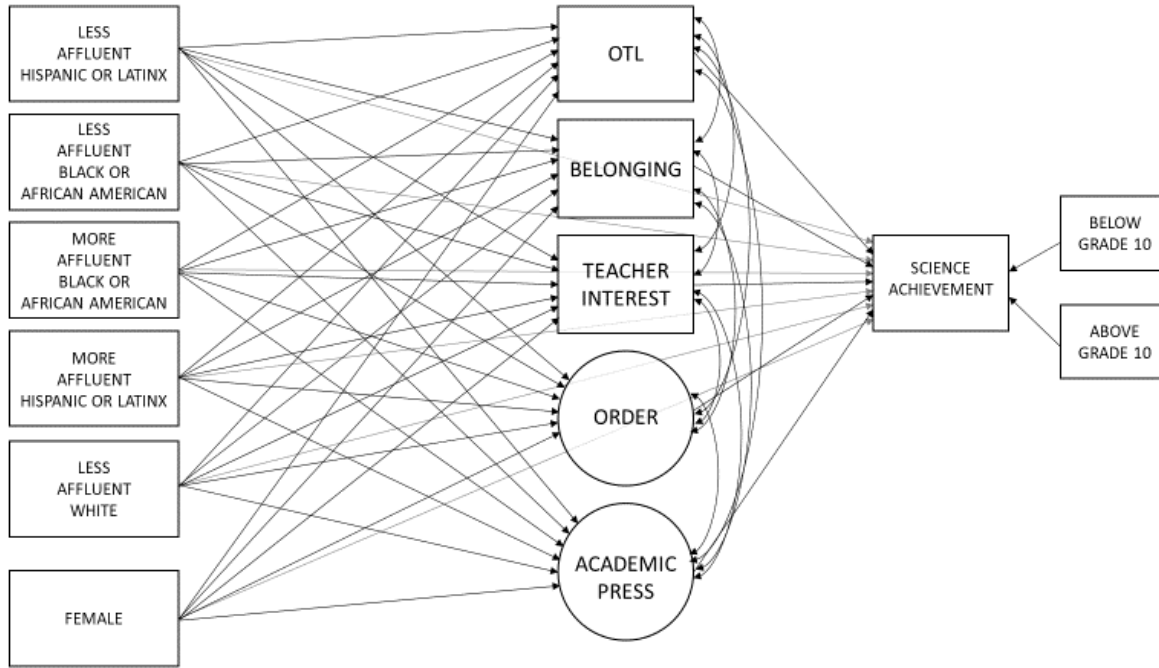 LESS
AFFLUENT
HISPANIC OR LATINX
LESS
AFFLUENT
BLACK OR
AFRICAN AMERICAN
MORE
AFFLUENT
BLACK OR
AFRICAN AMERICAN
MORE
AFFLUENT
HISPANIC OR LATINX
LESS
AFFLUENT
WHITE
FEMALE
OTL
BELONGING
TEACHER
INTEREST
ORDER
ACADEMIC
PRESS
SCIENCE
ACHIEVEMENT
BELOW
GRADE 10
ABOVE
GRADE 10